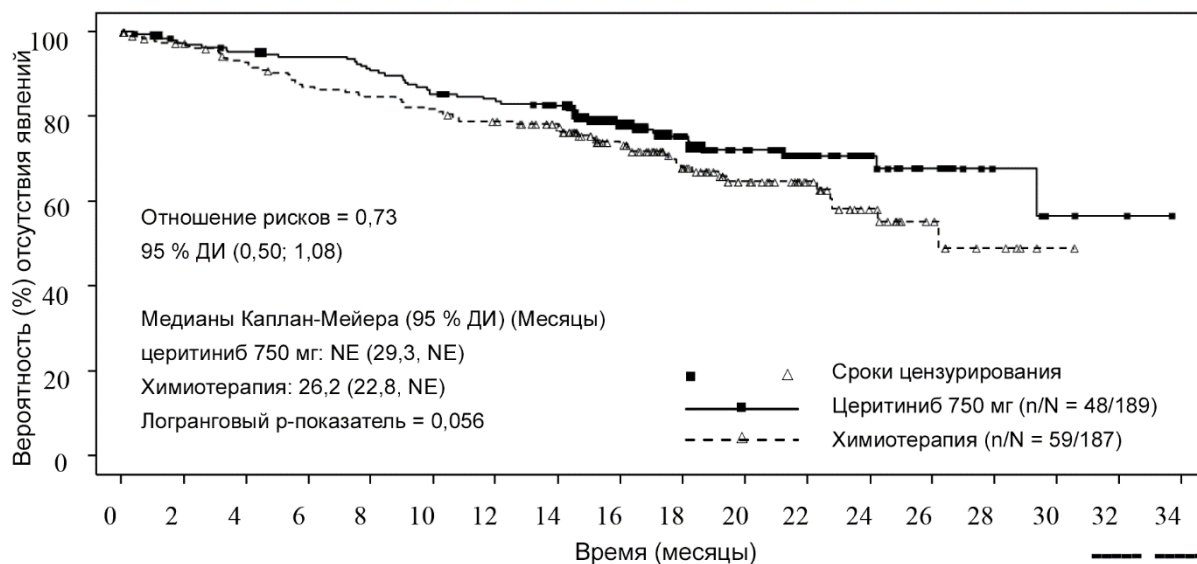 Вероятность (%) отсутствия явлений
100
80
60
40
20
0
Отношение рисков = 0,73
95 % ДИ (0,50; 1,08)
Медианы Каплан-Мейера (95 % ДИ) (Месяцы)
церитиниб 750 мг: NE (29,3, NE)
Химиотерапия: 26,2 (22,8, NE)
Логранговый р-показатель = 0,056
Сроки цензурирования
Церитиниб 750 мг (n/N = 48/189)
Химиотерапия (n/N = 59/187)
0 2 4 6 8 10 12 14 16 18 20 22 24 26 28 30 32 34
Время (месяцы)